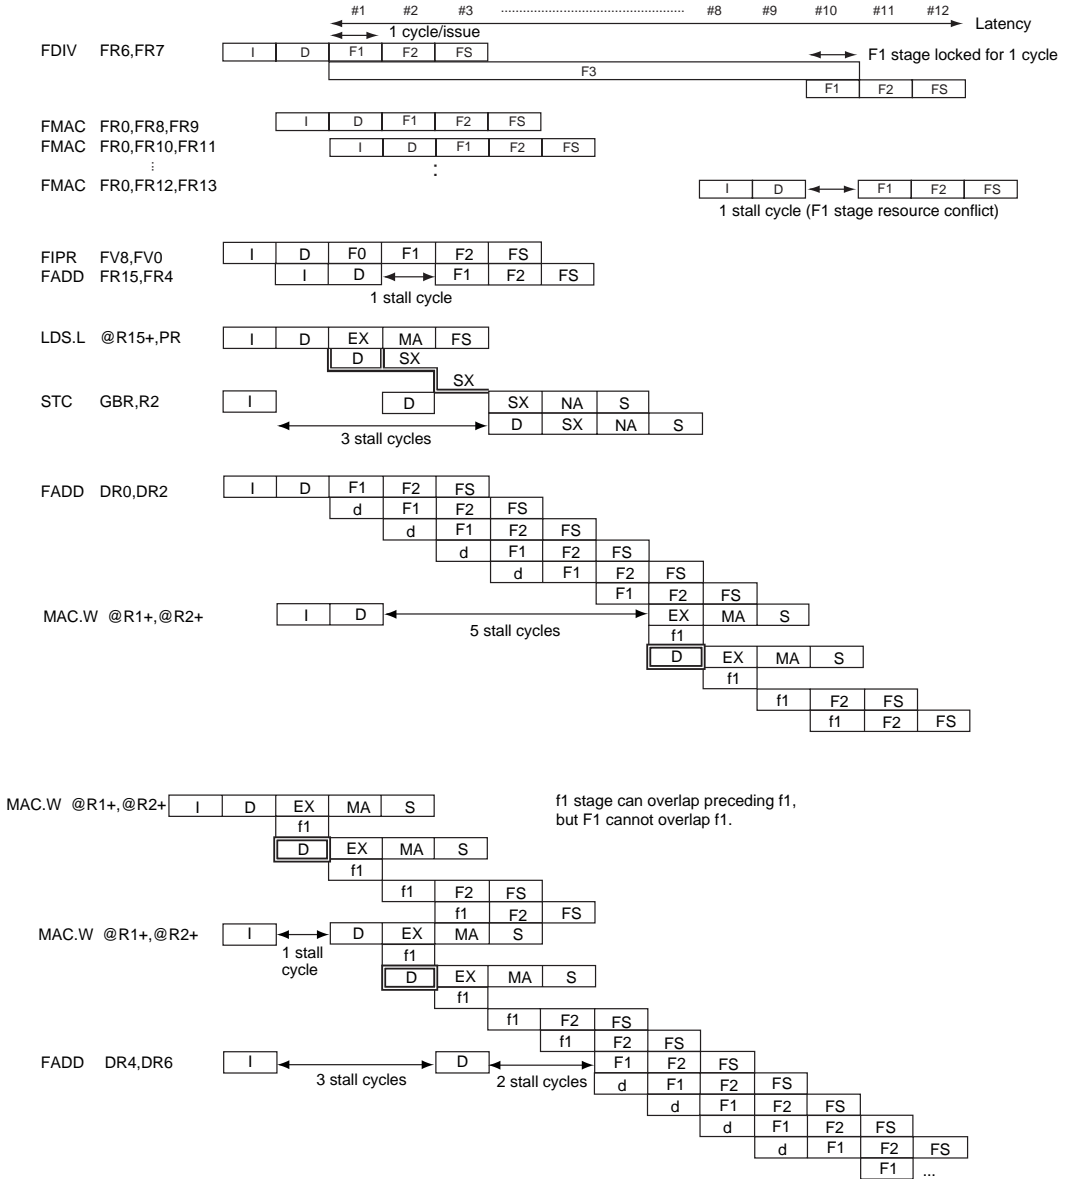 #1 #2 #3 #8 #9 #10 #11 #12
Latency
1 cycle/issue
FDIV FR6,FR7 I D F1 F2 FS
F1 stage locked for 1 cycle
F3
F1 F2 FS
FMAC FR0,FR8,FR9 I D F1 F2 FS
FMAC FR0,FR10,FR11 I D F1 F2 FS
:
FMAC FR0,FR12,FR13 I D F1 F2 FS
1 stall cycle (F1 stage resource conflict)
FIPR FV8,FV0 I D F0 F1 F2 FS
FADD FR15,FR4 I D F1 F2 FS
1 stall cycle
LDS.L @R15+,PR I D EX MA FS
D SX
SX
STC GBR,R2 I D SX NA S
D SX NA S
3 stall cycles
FADD DR0,DR2 I D F1 F2 FS
d F1 F2 FS
d F1 F2 FS
d F1 F2 FS
d F1 F2 FS
F1 F2 FS
MAC.W @R1+,@R2+ I D EX MA S
5 stall cycles
f1
D EX MA S
f1
f1 F2 FS
f1 F2 FS
MAC.W @R1+,@R2+ I D EX MA S
f1 stage can overlap preceding f1,
but F1 cannot overlap f1.
f1
D EX MA S
f1
f1 F2 FS
f1 F2 FS
MAC.W @R1+,@R2+ I D EX MA S
1 stall
cycle
f1
D EX MA S
f1
f1 F2 FS
f1 F2 FS
FADD DR4,DR6 I D F1 F2 FS
3 stall cycles 2 stall cycles
d F1 F2 FS
d F1 F2 FS
d F1 F2 FS
d F1 F2 FS
F1 ...